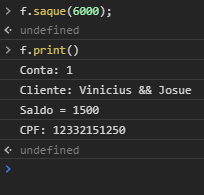 > f.saque(6000);
<· undefined
> f.print()
Conta: 1
Cliente: Vinicius && Josue
Saldo = 1500
CPF: 12332151250
<· undefined
>